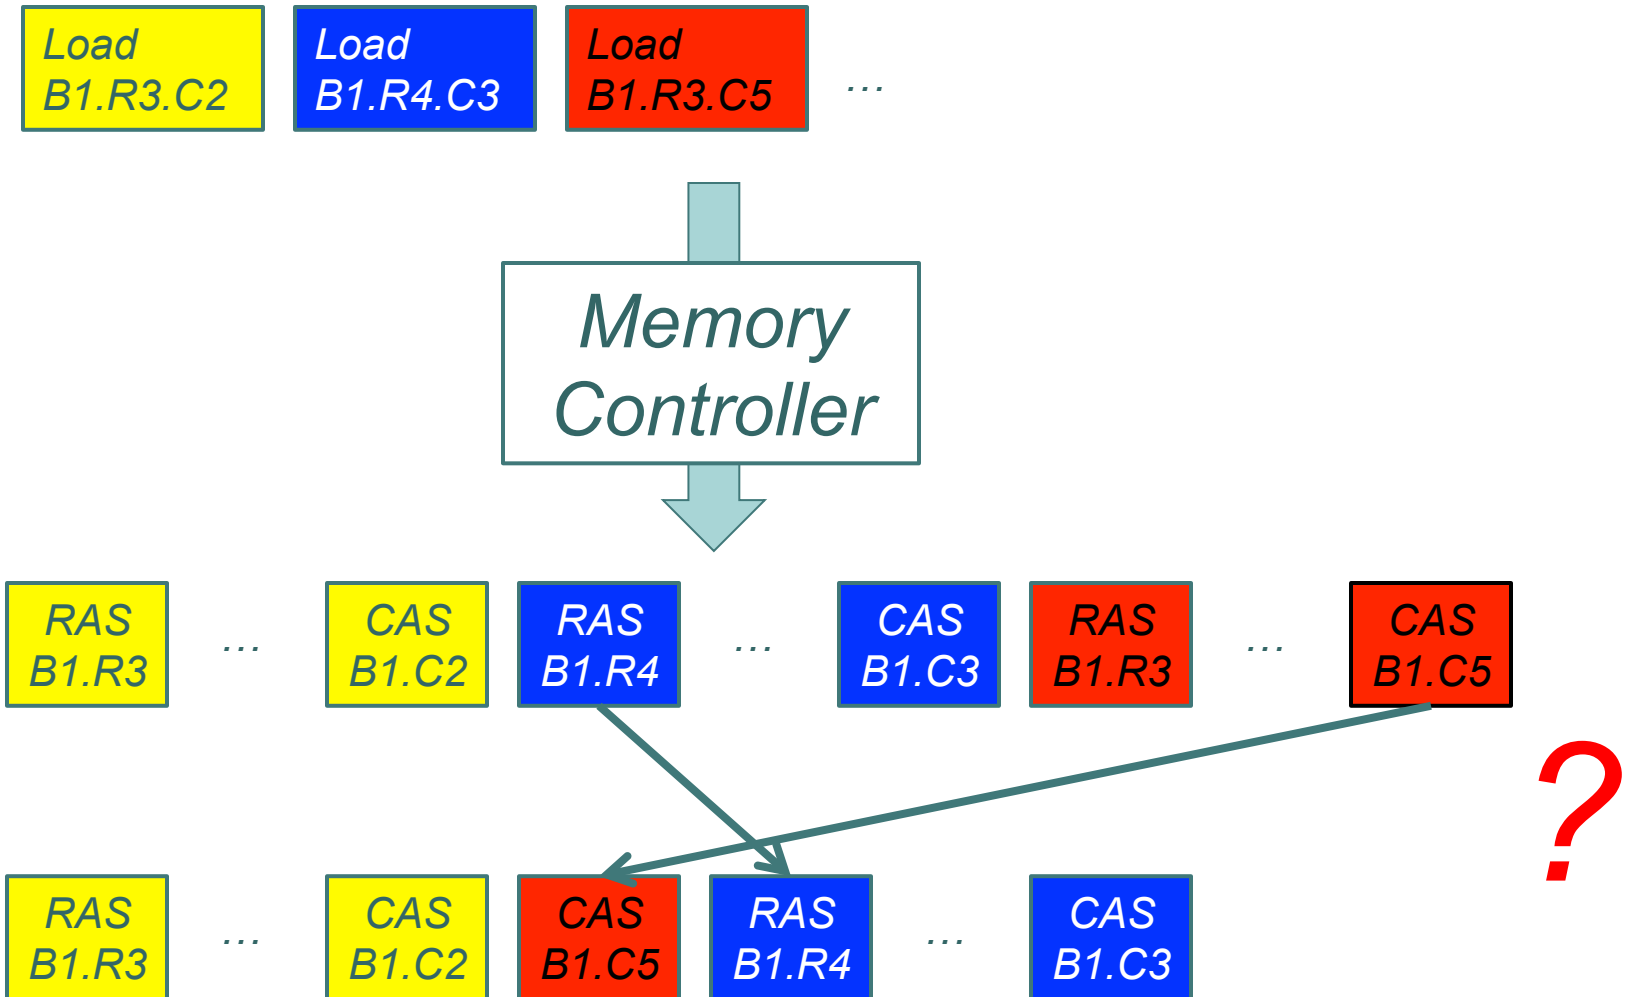 Load
B1.R3.C2
Load
B1.R4.C3
Load
B1.R3.C5
...
Memory
Controller
RAS
B1.R3
...
CAS
B1.C2
RAS
B1.R4
...
CAS
B1.C3
RAS
B1.R3
...
CAS
B1.C5
?
RAS
B1.R3
...
CAS
B1.C2
CAS
B1.C5
RAS
B1.R4
...
CAS
B1.C3